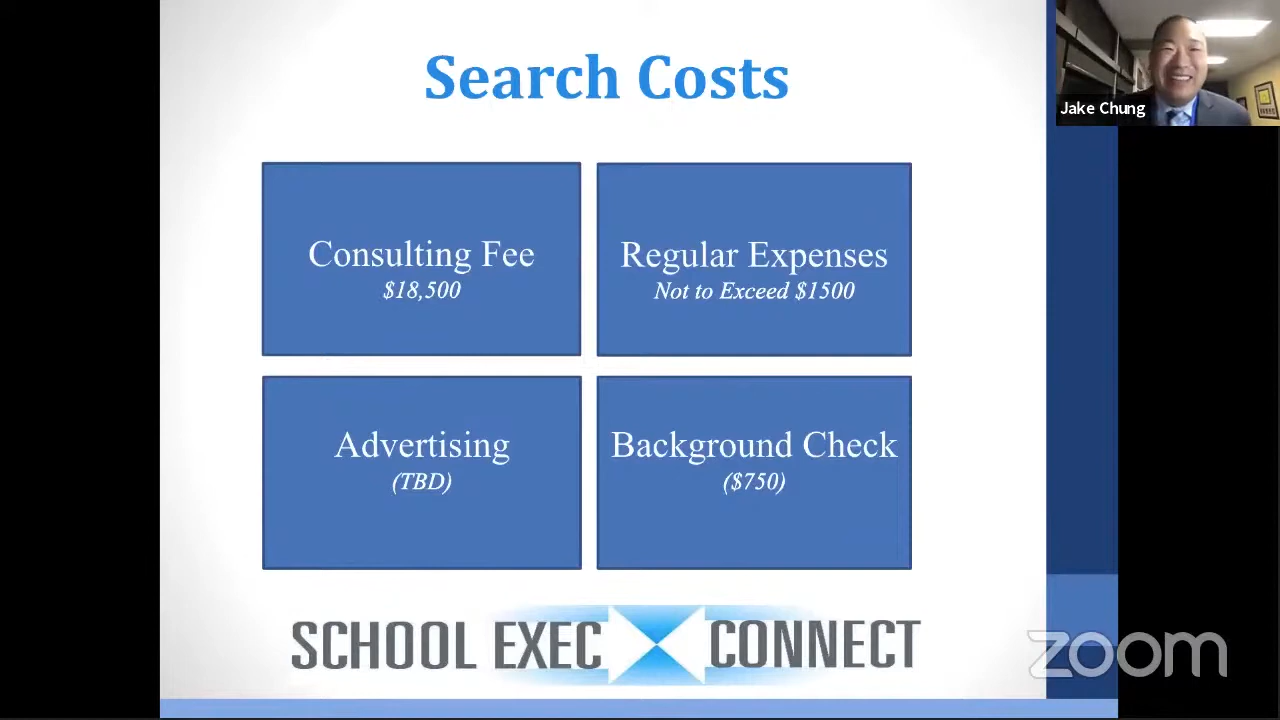 Search Costs
Jake Chung
Consulting Fee
$18,500
Regular Expenses
Not to Exceed $1500
Advertising
(TBD)
Background Check
($750)
SCHOOL EXEC CONNECT
zoom